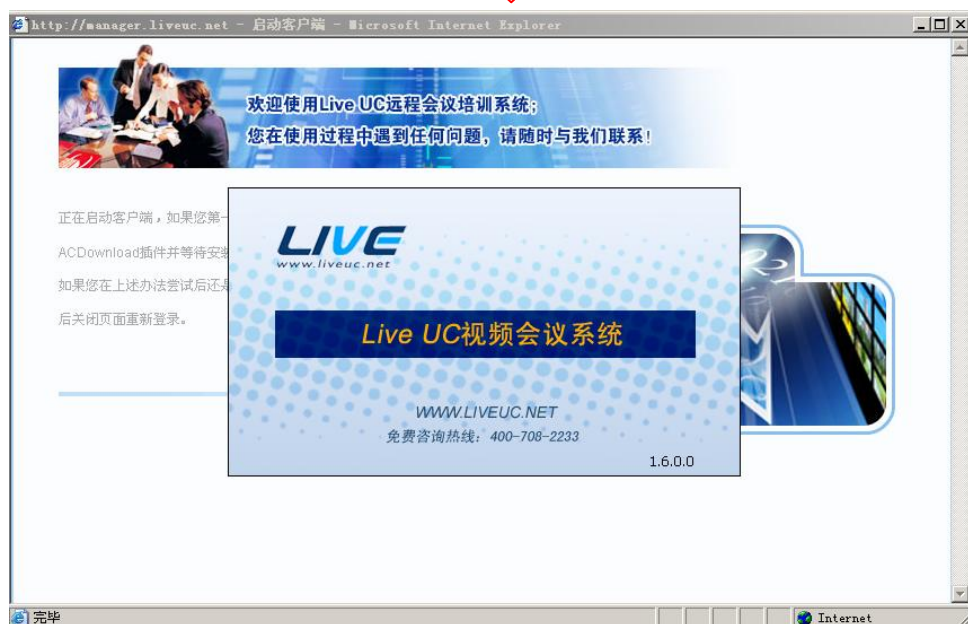 http://manager.liveuc.net - 启动客户端 - Microsoft Internet Explorer
欢迎使用Live UC远程会议培训系统;
您在使用过程中遇到任何问题，请随时与我们联系!
正在启动客户端，如果您第一
ACDownload插件并等待安装
如果您在上述办法尝试后还是
后关闭页面重新登录。
LIVE
www.liveuc.net
Live UC视频会议系统
WWW.LIVEUC.NET
免费咨询热线: 400-708-2233
1.6.0.0
完毕
Internet